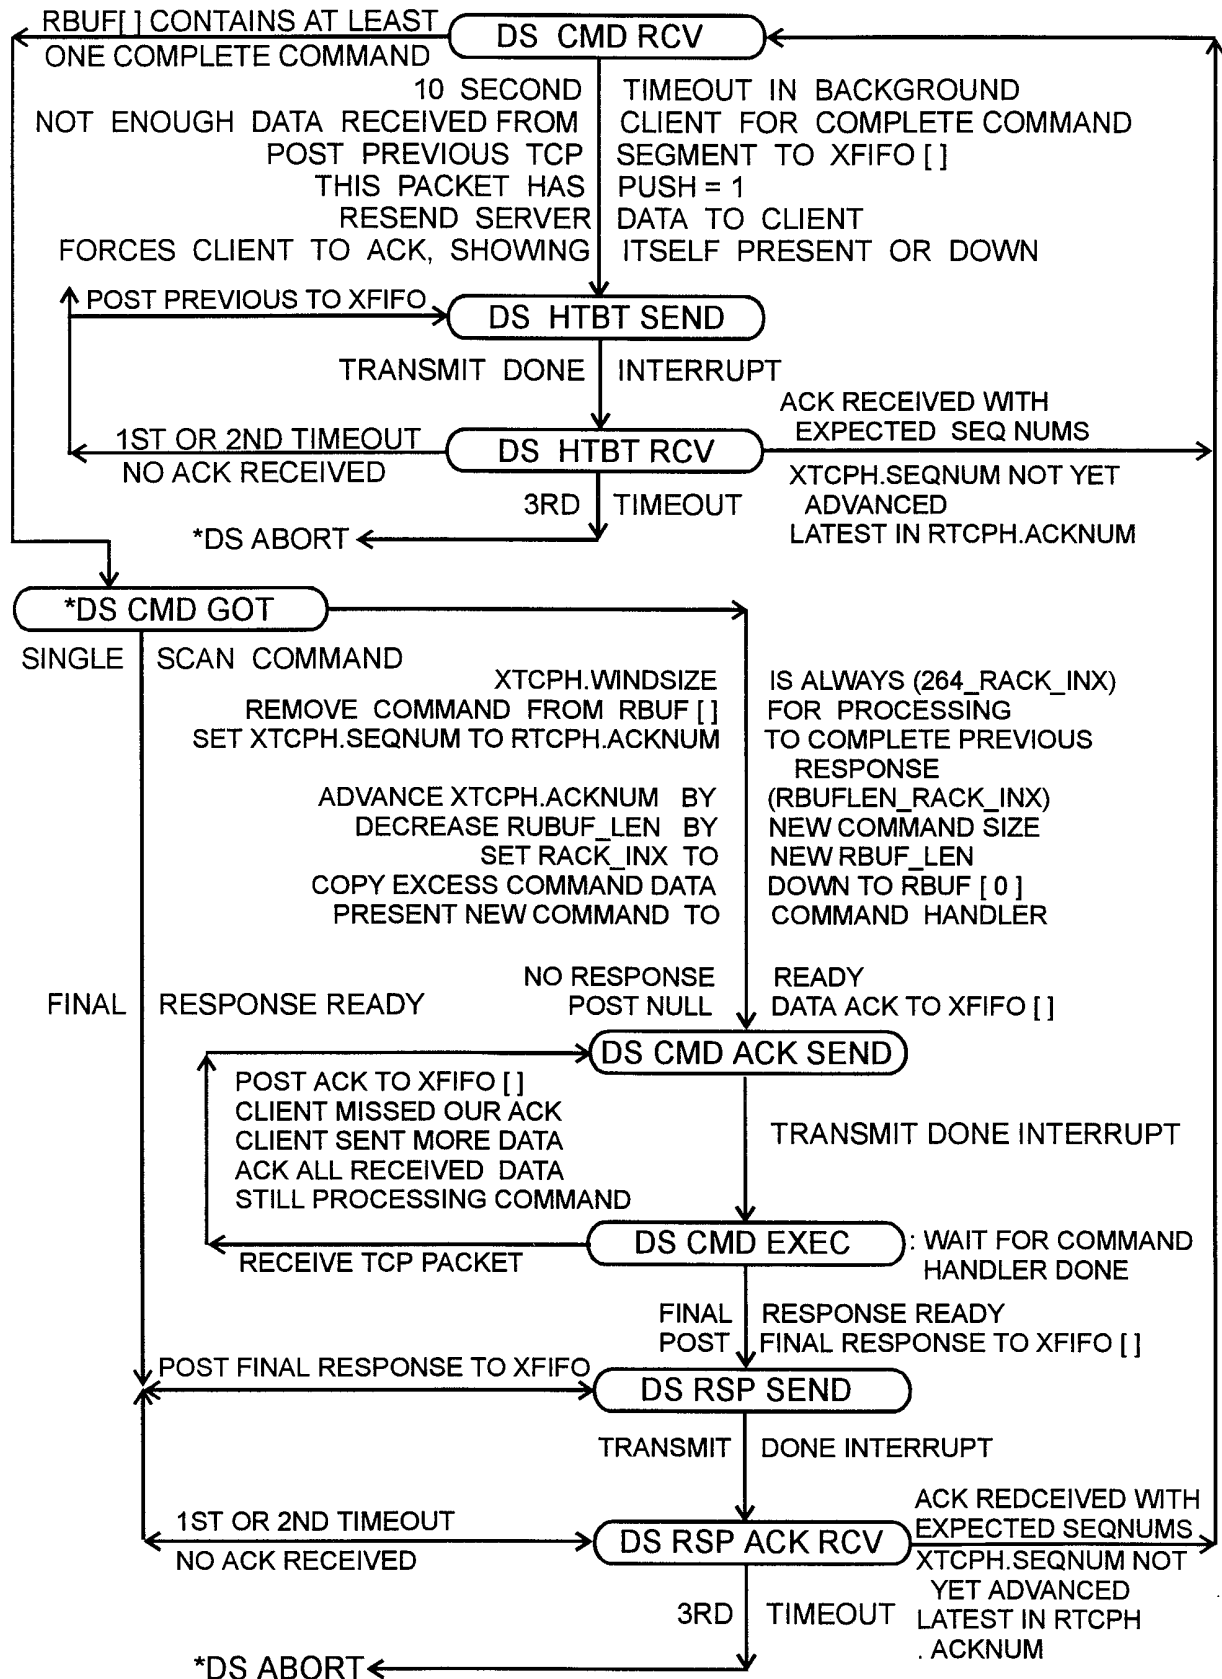 RBUF[ ] CONTAINS AT LEAST
ONE COMPLETE COMMAND
DS CMD RCV
10 SECOND TIMEOUT IN BACKGROUND
NOT ENOUGH DATA RECEIVED FROM CLIENT FOR COMPLETE COMMAND
POST PREVIOUS TCP SEGMENT TO XFIFO [ ]
THIS PACKET HAS PUSH = 1
RESEND SERVER DATA TO CLIENT
FORCES CLIENT TO ACK, SHOWING ITSELF PRESENT OR DOWN
POST PREVIOUS TO XFIFO
DS HTBT SEND
TRANSMIT DONE INTERRUPT
1ST OR 2ND TIMEOUT
NO ACK RECEIVED
DS HTBT RCV
ACK RECEIVED WITH
EXPECTED SEQ NUMS
XTCPH.SEQNUM NOT YET
ADVANCED
LATEST IN RTCPH.ACKNUM
3RD TIMEOUT
*DS ABORT
*DS CMD GOT
SINGLE SCAN COMMAND
XTCPH.WINDSIZE IS ALWAYS (264_RACK_INX)
REMOVE COMMAND FROM RBUF [ ] FOR PROCESSING
SET XTCPH.SEQNUM TO RTCPH.ACKNUM TO COMPLETE PREVIOUS
RESPONSE
ADVANCE XTCPH.ACKNUM BY (RBUFLEN_RACK_INX)
DECREASE RUBUF_LEN BY NEW COMMAND SIZE
SET RACK_INX TO NEW RBUF_LEN
COPY EXCESS COMMAND DATA DOWN TO RBUF [ 0 ]
PRESENT NEW COMMAND TO COMMAND HANDLER
NO RESPONSE READY
POST NULL DATA ACK TO XFIFO [ ]
FINAL RESPONSE READY
DS CMD ACK SEND
POST ACK TO XFIFO [ ]
CLIENT MISSED OUR ACK
CLIENT SENT MORE DATA
ACK ALL RECEIVED DATA
STILL PROCESSING COMMAND
TRANSMIT DONE INTERRUPT
RECEIVE TCP PACKET
DS CMD EXEC
: WAIT FOR COMMAND
HANDLER DONE
FINAL RESPONSE READY
POST FINAL RESPONSE TO XFIFO [ ]
POST FINAL RESPONSE TO XFIFO
DS RSP SEND
TRANSMIT DONE INTERRUPT
1ST OR 2ND TIMEOUT
NO ACK RECEIVED
DS RSP ACK RCV
ACK REDCEIVED WITH
EXPECTED SEQNUMS
XTCPH.SEQNUM NOT
YET ADVANCED
LATEST IN RTCPH
. ACKNUM
3RD TIMEOUT
*DS ABORT